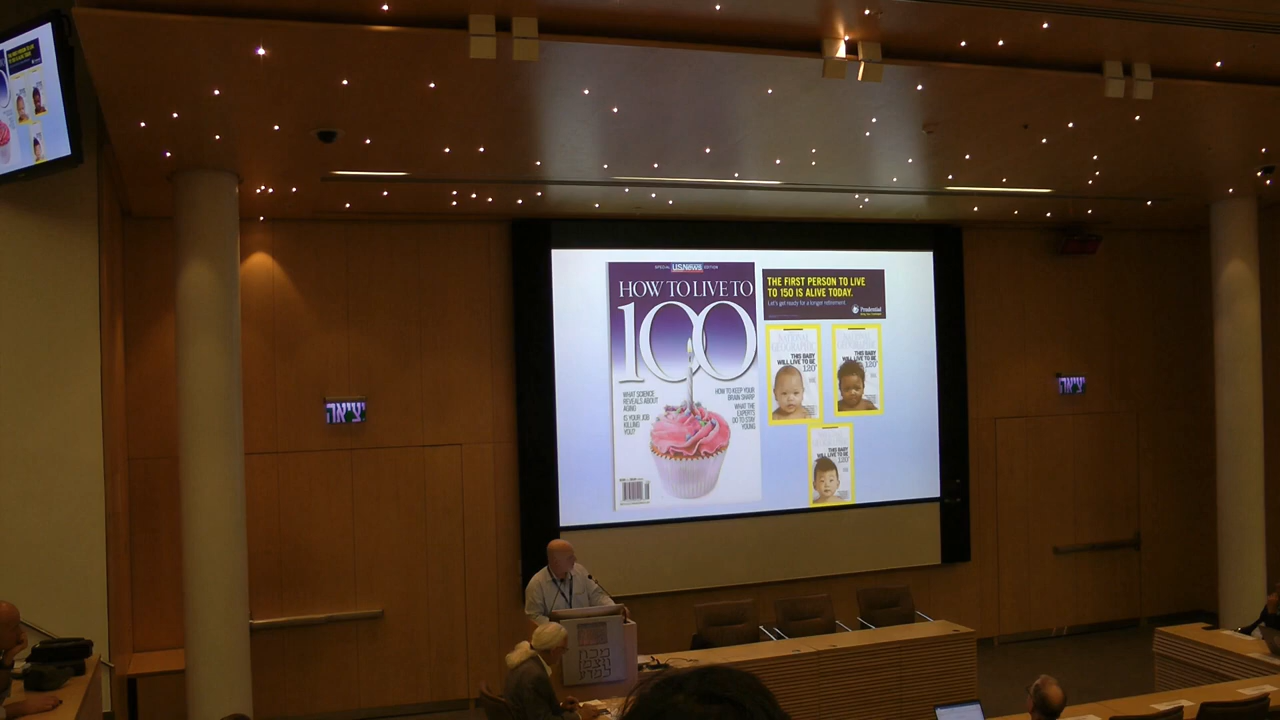 SPECIAL U.S.News EDITION
HOW TO LIVE TO
100
WHAT SCIENCE
REVEALS ABOUT
AGING
IS YOUR JOB
KILLING
YOU?
HOW TO KEEP YOUR
BRAIN SHARP
WHAT THE
EXPERTS
DO TO STAY
YOUNG
THE FIRST PERSON TO LIVE
TO 150 IS ALIVE TODAY.
Let's get ready for a longer retirement.
Prudential
NATIONAL
GEOGRAPHIC
THIS BABY
WILL LIVE TO BE
120
THIS BABY
WILL LIVE TO BE
120
THIS BABY
WILL LIVE TO BE
120
יציאה
יציאה